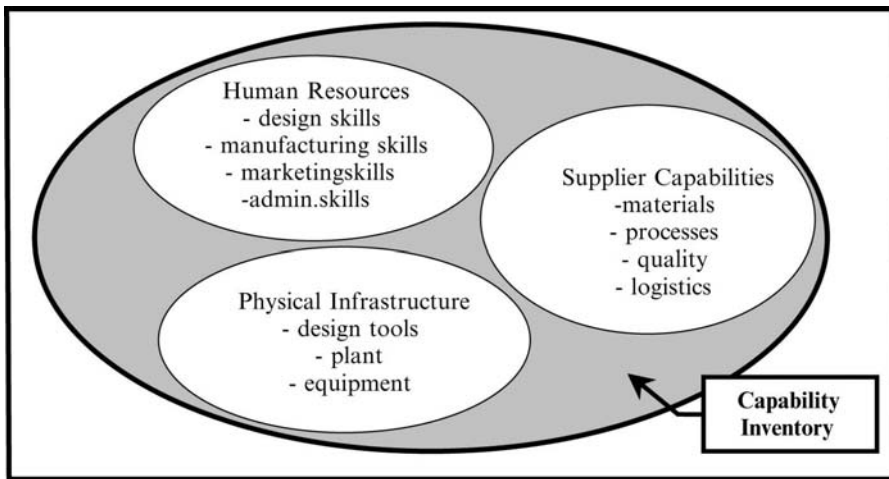 Human Resources
- design skills
- manufacturing skills
- marketingskills
-admin.skills
Supplier Capabilities
-materials
- processes
- quality
- logistics
Physical Infrastructure
- design tools
- plant
- equipment
Capability
Inventory